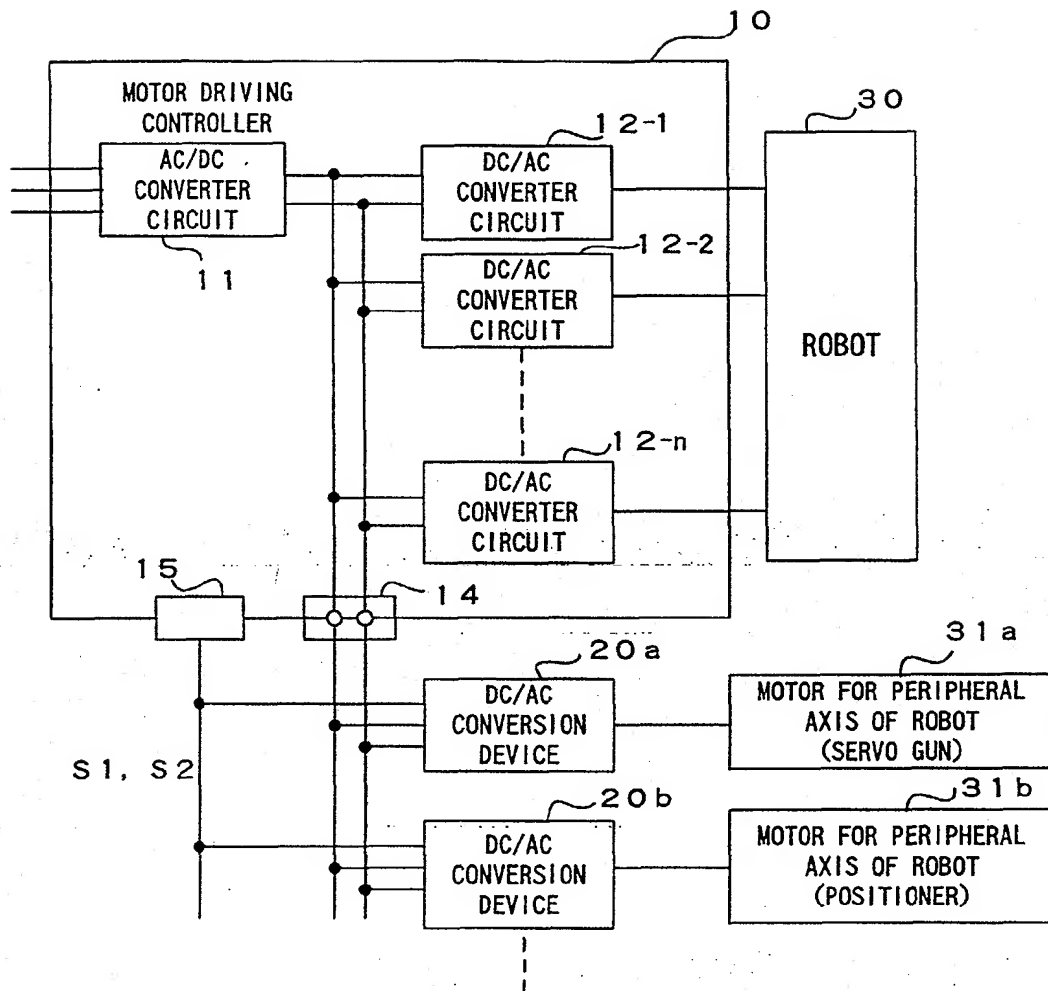 10
MOTOR DRIVING
CONTROLLER
30
12-1
AC/DC
CONVERTER
CIRCUIT
DC/AC
CONVERTER
CIRCUIT
11
12-2
DC/AC
CONVERTER
CIRCUIT
ROBOT
12-n
DC/AC
CONVERTER
CIRCUIT
15
14
20a
31a
DC/AC
CONVERSION
DEVICE
MOTOR FOR PERIPHERAL
AXIS OF ROBOT
(SERVO GUN)
S1, S2
20b
31b
DC/AC
CONVERSION
DEVICE
MOTOR FOR PERIPHERAL
AXIS OF ROBOT
(POSITIONER)